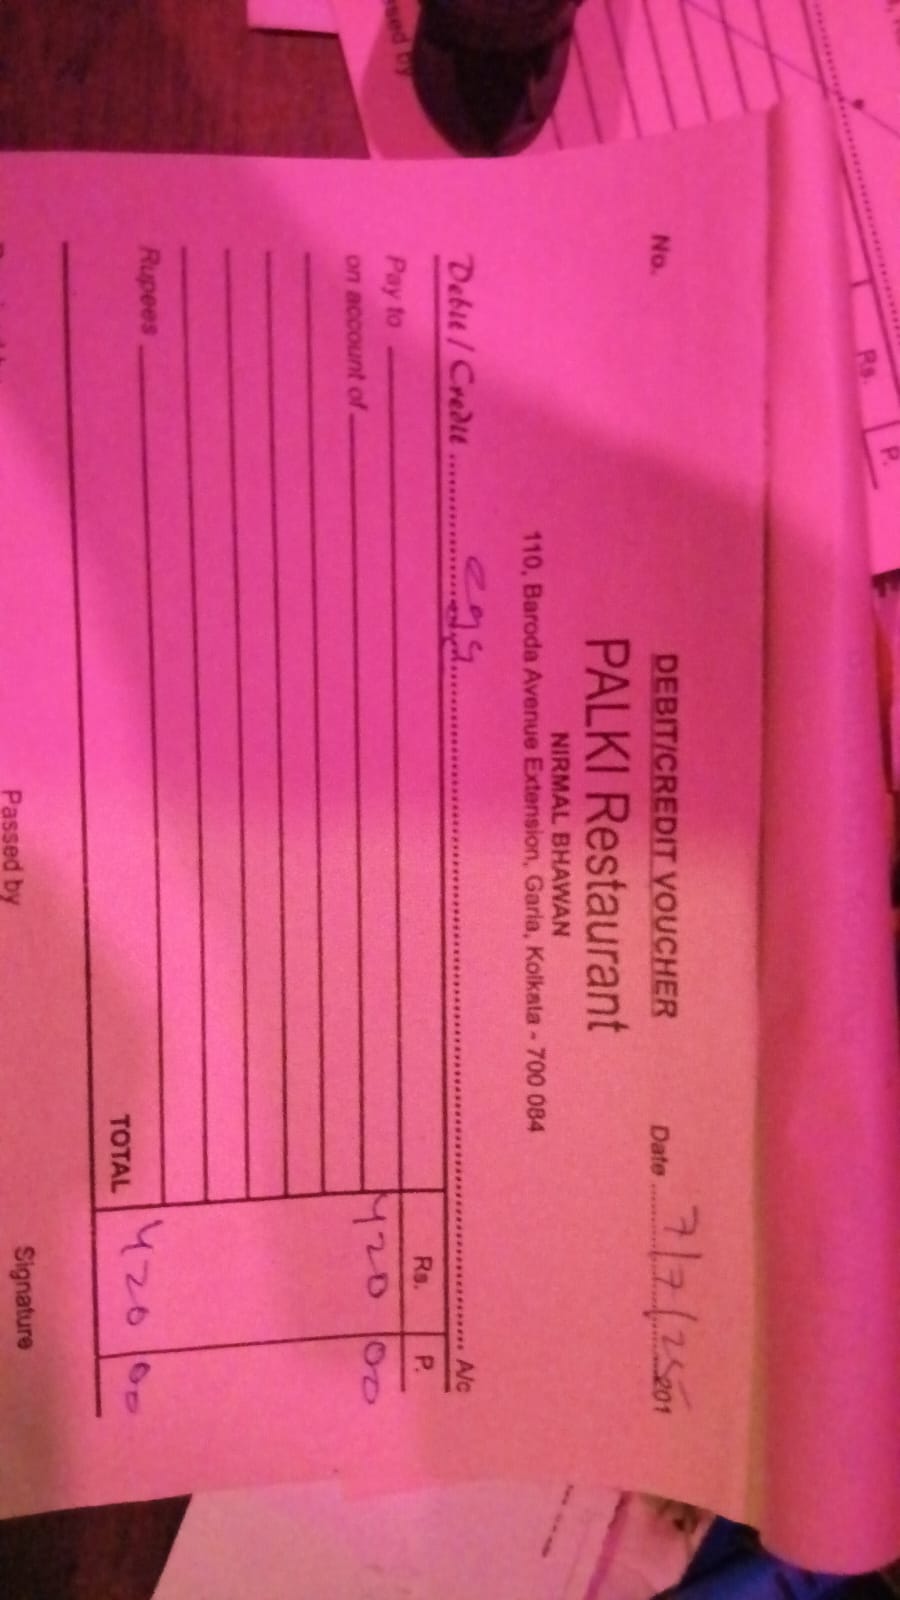 DEBIT/CREDIT VOUCHER
No.
Date 7/7/25 201
PALKI Restaurant
NIRMAL BHAWAN
110, Baroda Avenue Extension, Garia, Kolkata - 700 084
Debit / Credit egg A/c
Rs. P.
Pay to
on account of 420 00
Rupees
TOTAL 420 00
Passed by
Signature
Rs. P.